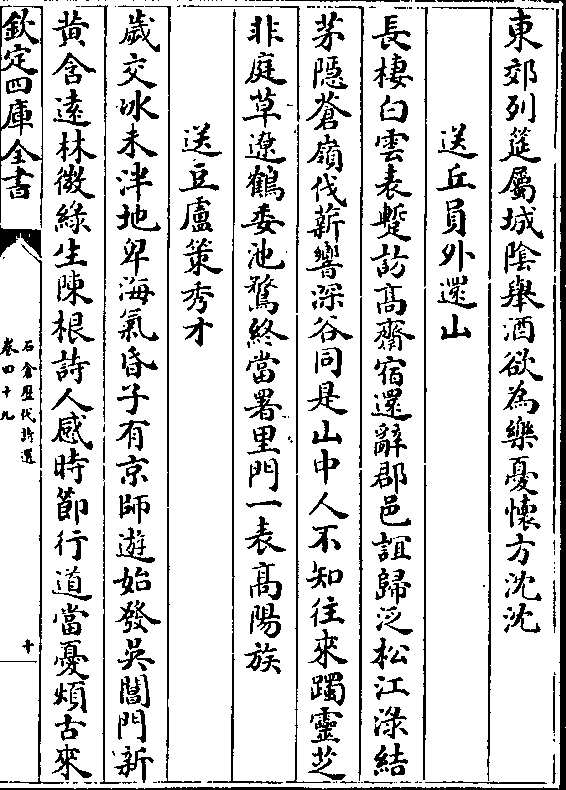 東郊列筵屬城陰舉酒欲為樂憂懷方沈沈
送丘員外還山
長棲白雲表蹔訪髙齋宿還辭郡邑諠歸泛松江淥結
茅隱蒼嶺伐薪響深谷同是山中人不知往來躅靈芝
非庭草遼鶴委池鶩終當署里門一表髙陽族
送豆盧策秀才
嵗交冰未泮地卑海氣昏子有京師遊始發吳閶門新
黄含遠林微緑生陳根詩人感時節行道當憂煩古來
欽定四庫全書
石倉歷代詩選
卷四十九
十